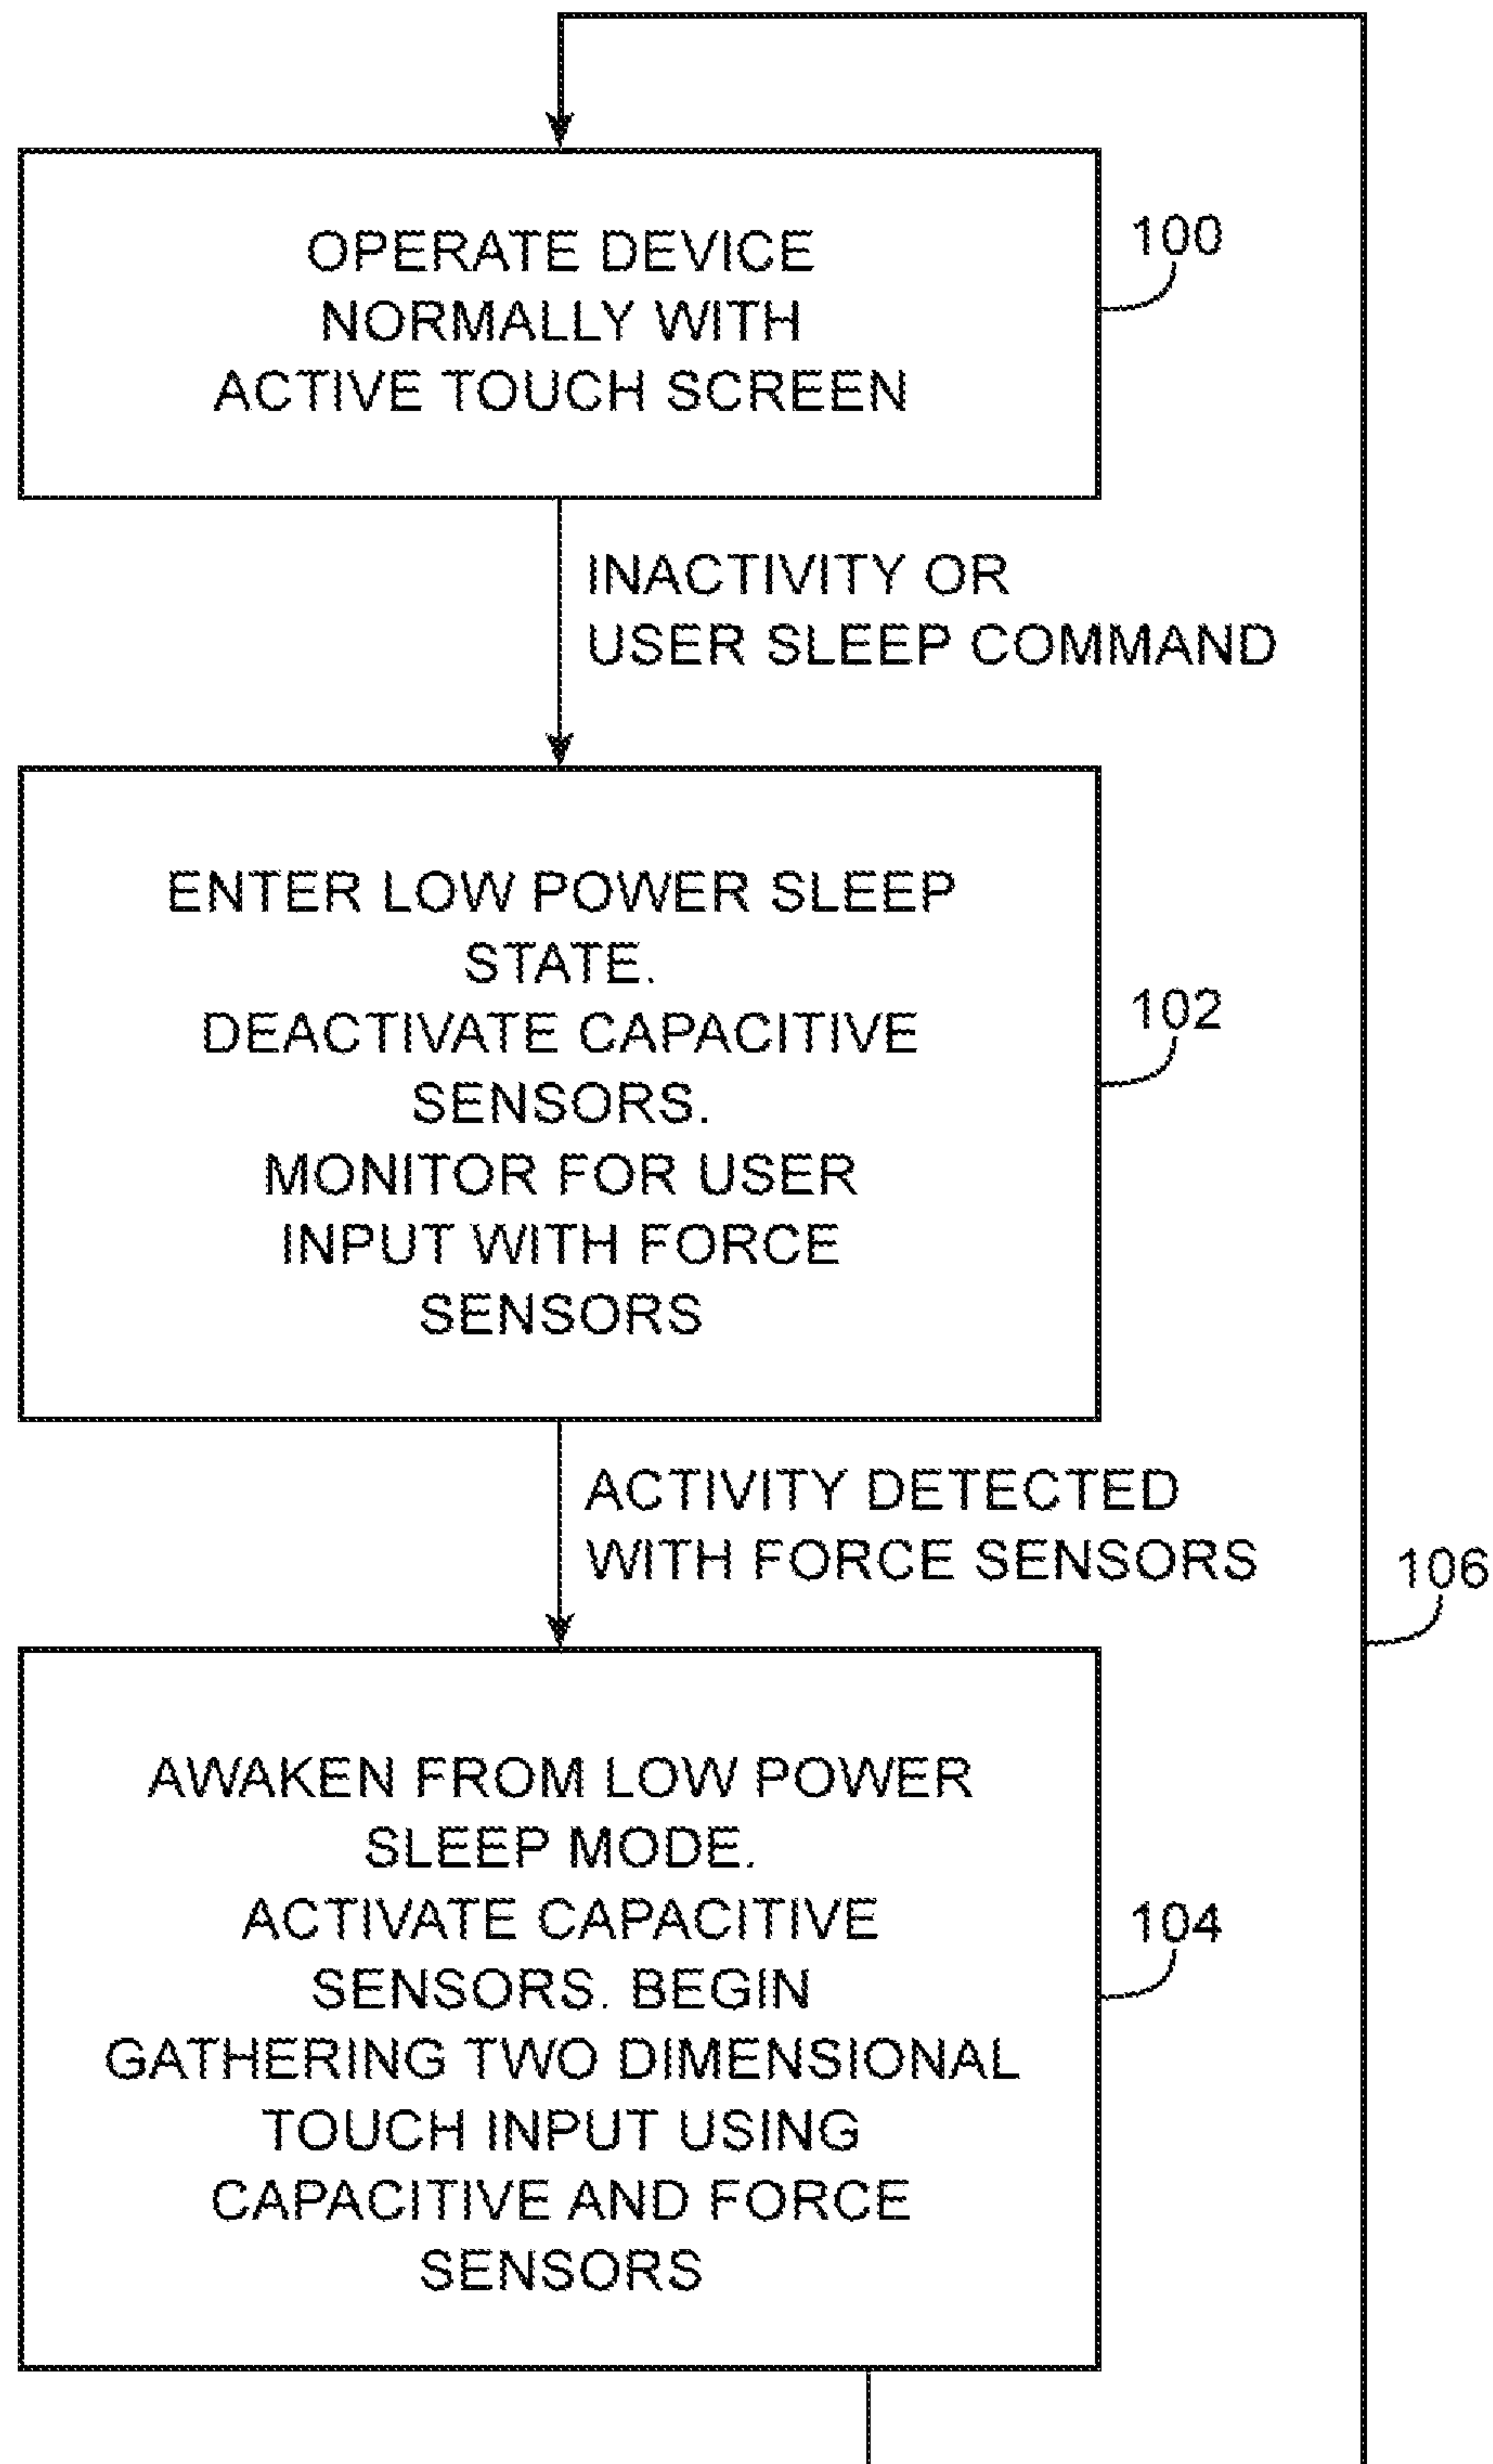 OPERATE DEVICE
NORMALLY WITH
ACTIVE TOUCH SCREEN
100
INACTIVITY OR
USER SLEEP COMMAND
ENTER LOW POWER SLEEP
STATE.
DEACTIVATE CAPACITIVE
SENSORS.
MONITOR FOR USER
INPUT WITH FORCE
SENSORS
102
ACTIVITY DETECTED
WITH FORCE SENSORS
106
AWAKEN FROM LOW POWER
SLEEP MODE.
ACTIVATE CAPACITIVE
SENSORS. BEGIN
GATHERING TWO DIMENSIONAL
TOUCH INPUT USING
CAPACITIVE AND FORCE
SENSORS
104